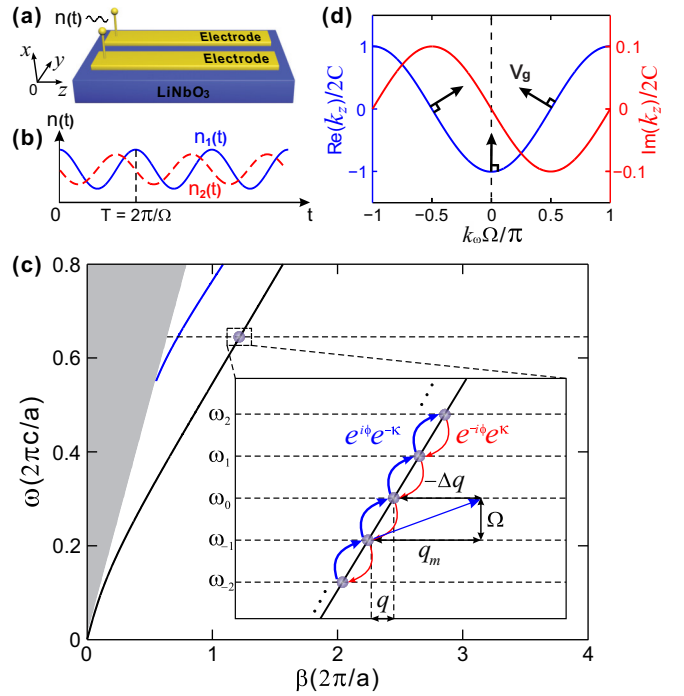 (a)
n(t)
Electrode
Electrode
LiNbO₃
x
y
0
z
(b)
n(t)
n₁(t)
n₂(t)
0
T = 2π/Ω
t
(d)
Re(k_z)/2C
1
0
−1
V_g
Im(k_z)/2C
0.1
0
−0.1
−1 −0.5 0 0.5 1
k_ωΩ/π
(c)
ω(2πc/a)
0.8
0.6
0.4
0.2
0
0 1 2 3 4
β(2π/a)
ω₂
ω₁
ω₀
ω₋₁
ω₋₂
e^{iϕ}e^{−κ}
e^{−iϕ}e^{κ}
−Δq
Ω
q_m
q